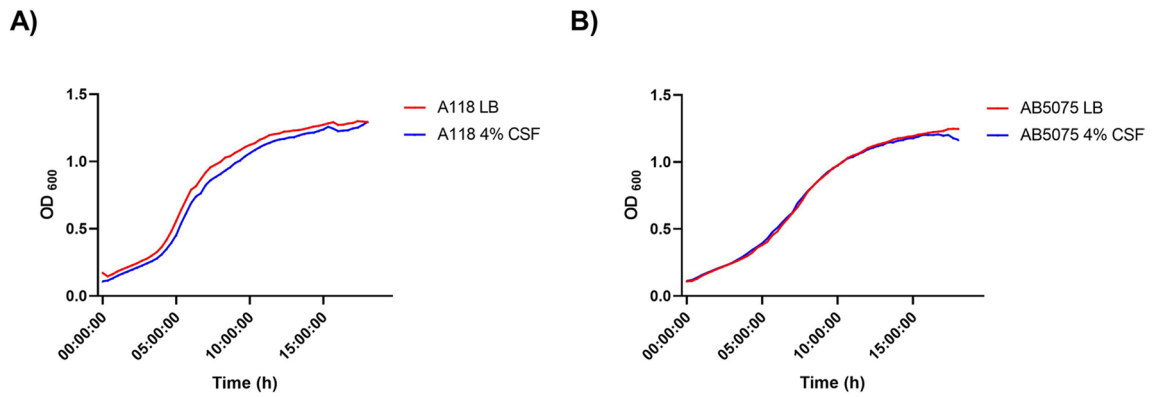 A)
B)
A118 LB
A118 4% CSF
1.5
1.0
0.5
0.0
OD 600
00:00:00
05:00:00
10:00:00
15:00:00
Time (h)
AB5075 LB
AB5075 4% CSF
1.5
1.0
0.5
0.0
OD 600
00:00:00
05:00:00
10:00:00
15:00:00
Time (h)